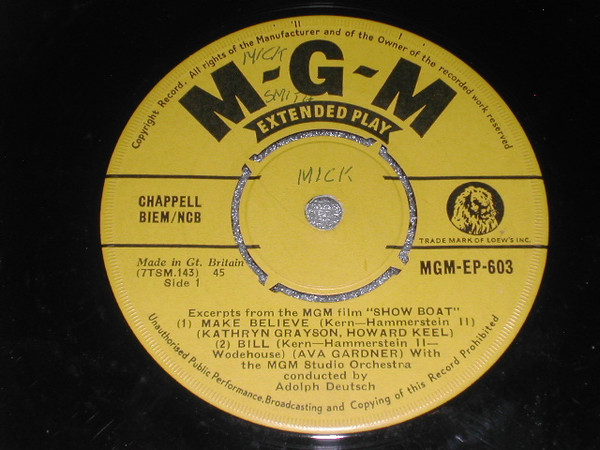 Copyright Record. All rights of the Manufacturer and of the Owner of the recorded work reserved
MICK
SMITH
M-G-M
EXTENDED PLAY
MICK
CHAPPELL
BIEM/NCB
TRADE MARK OF LOEW'S INC.
Made in Gt. Britain
(7TSM.143) 45
Side 1
MGM-EP-603
Excerpts from the MGM film "SHOW BOAT"
(1) MAKE BELIEVE (Kern—Hammerstein II)
(KATHRYN GRAYSON, HOWARD KEEL)
(2) BILL (Kern—Hammerstein II—
Wodehouse) (AVA GARDNER) With
the MGM Studio Orchestra
conducted by
Adolph Deutsch
Unauthorised Public Performance, Broadcasting and Copying of this Record Prohibited